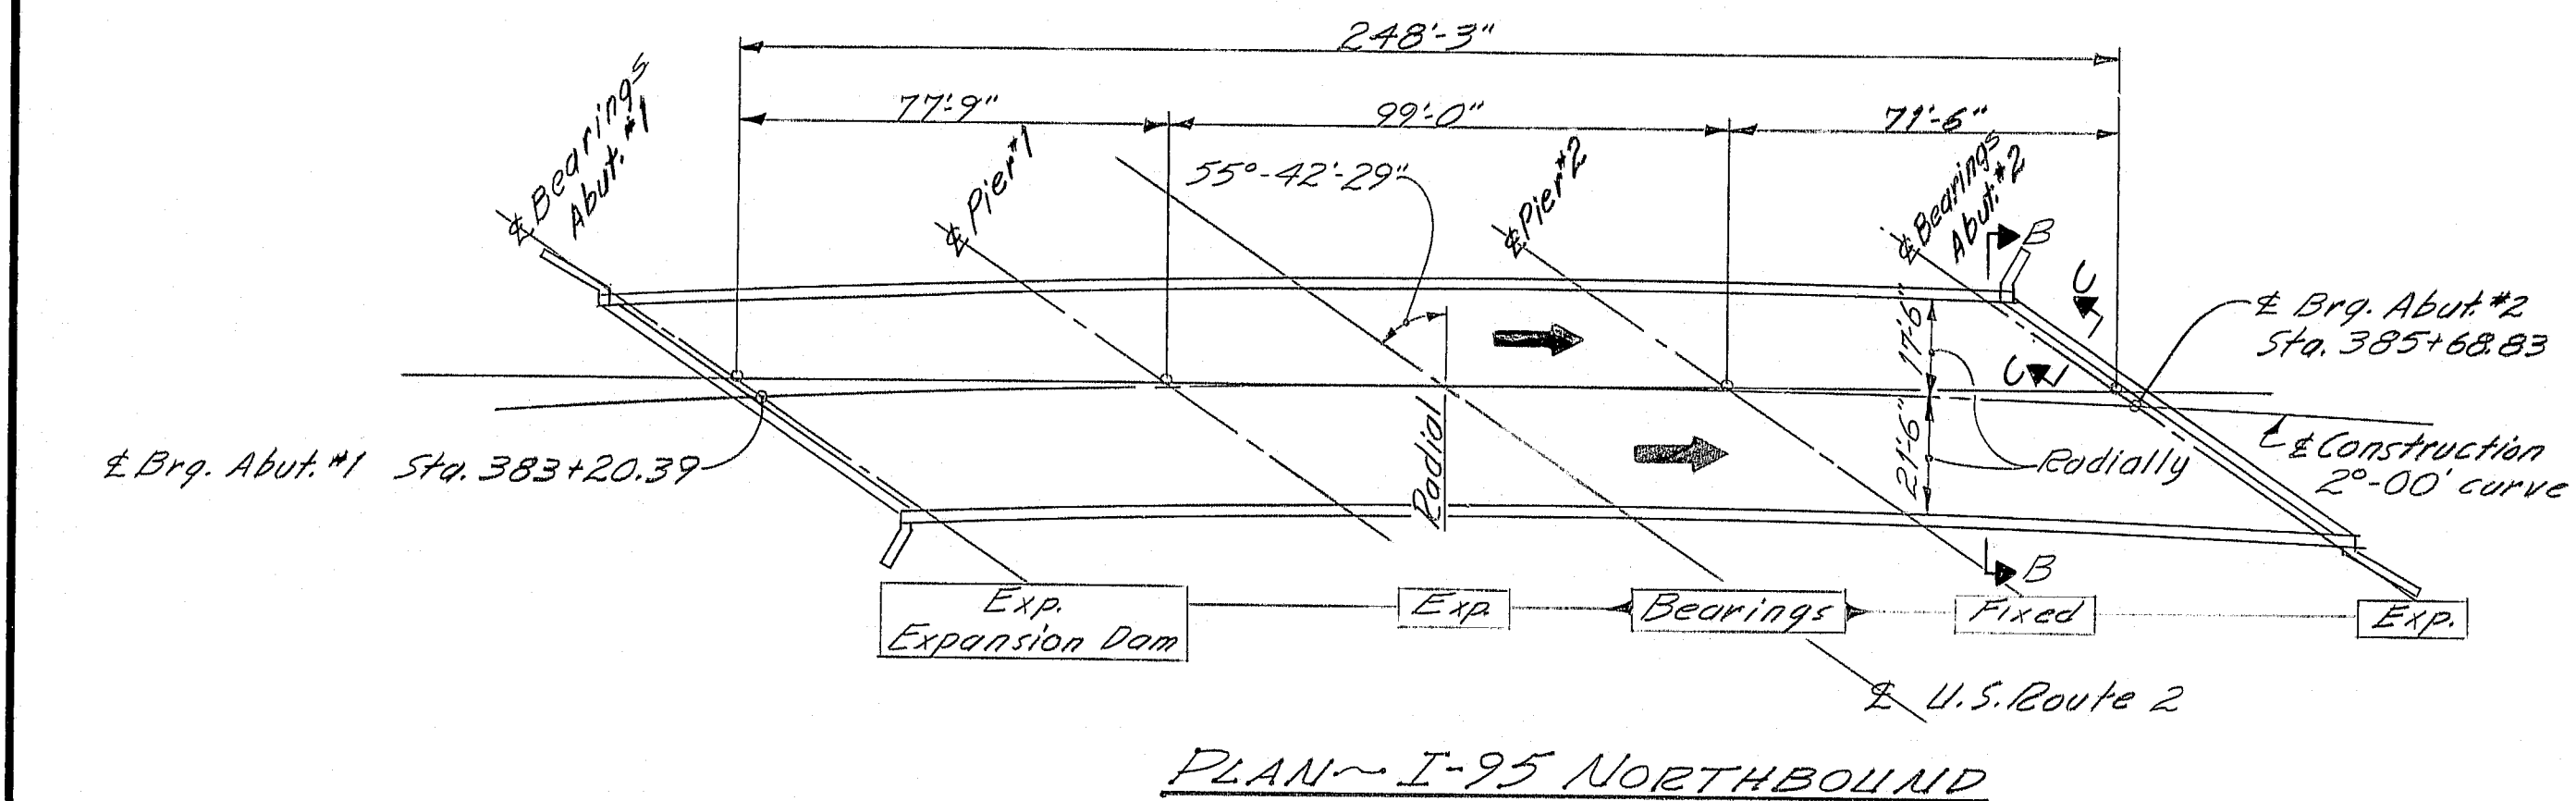 248'-3"
77'-9"
99'-0"
71'-6"
℄ Bearings
Abut. #1
℄ Pier #1
55°-42'-29"
℄ Pier #2
℄ Bearings
Abut. #2
B
C
17'-6"
℄ Brg. Abut. #2
Sta. 385+68.83
C
℄ Brg. Abut. #1 Sta. 383+20.39
Radial
21'-6"
Radially
℄ Construction
2°-00' curve
B
Exp.
Expansion Dam
Exp.
Bearings
Fixed
Exp.
℄ U.S. Route 2
PLAN~ I-95 NORTHBOUND